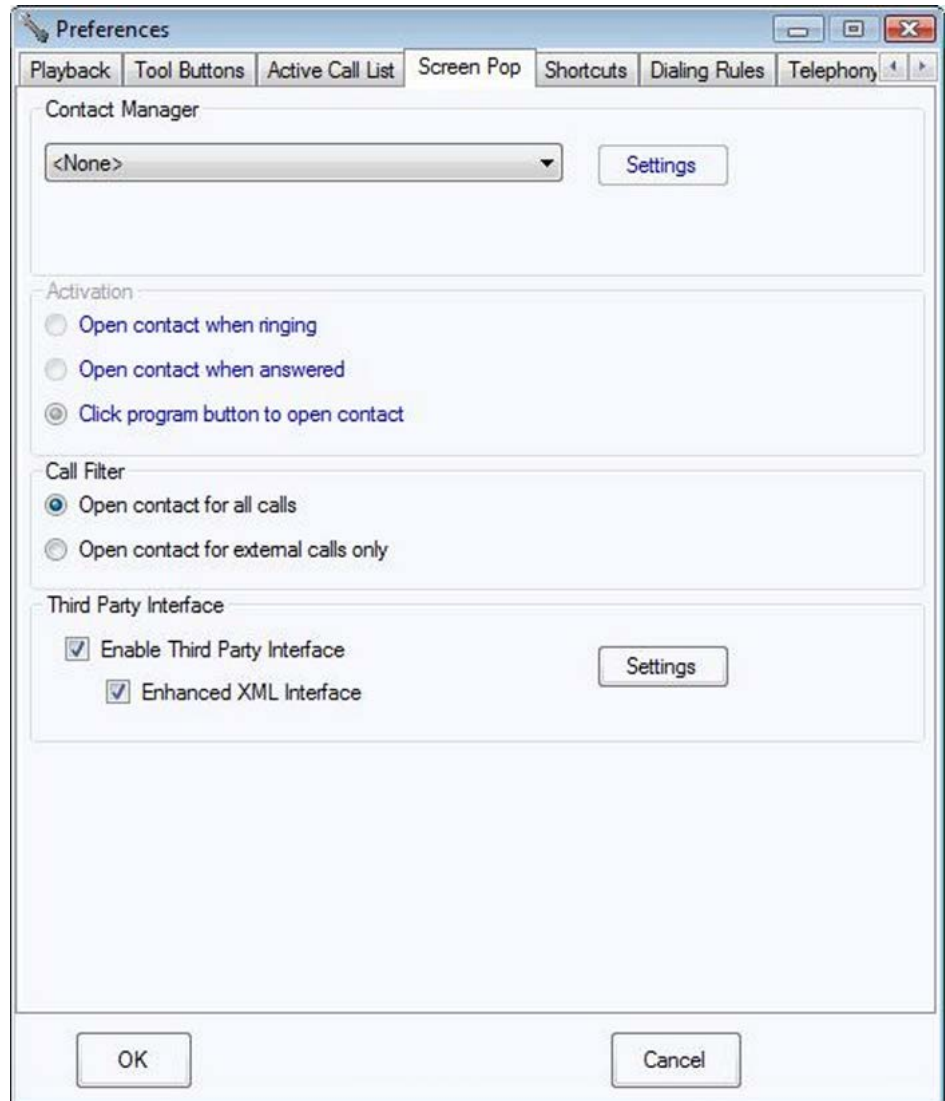 Preferences
Playback Tool Buttons Active Call List Screen Pop Shortcuts Dialing Rules Telephony
Contact Manager
<None> Settings
Activation
Open contact when ringing
Open contact when answered
Click program button to open contact
Call Filter
Open contact for all calls
Open contact for external calls only
Third Party Interface
Enable Third Party Interface
Settings
Enhanced XML Interface
OK Cancel